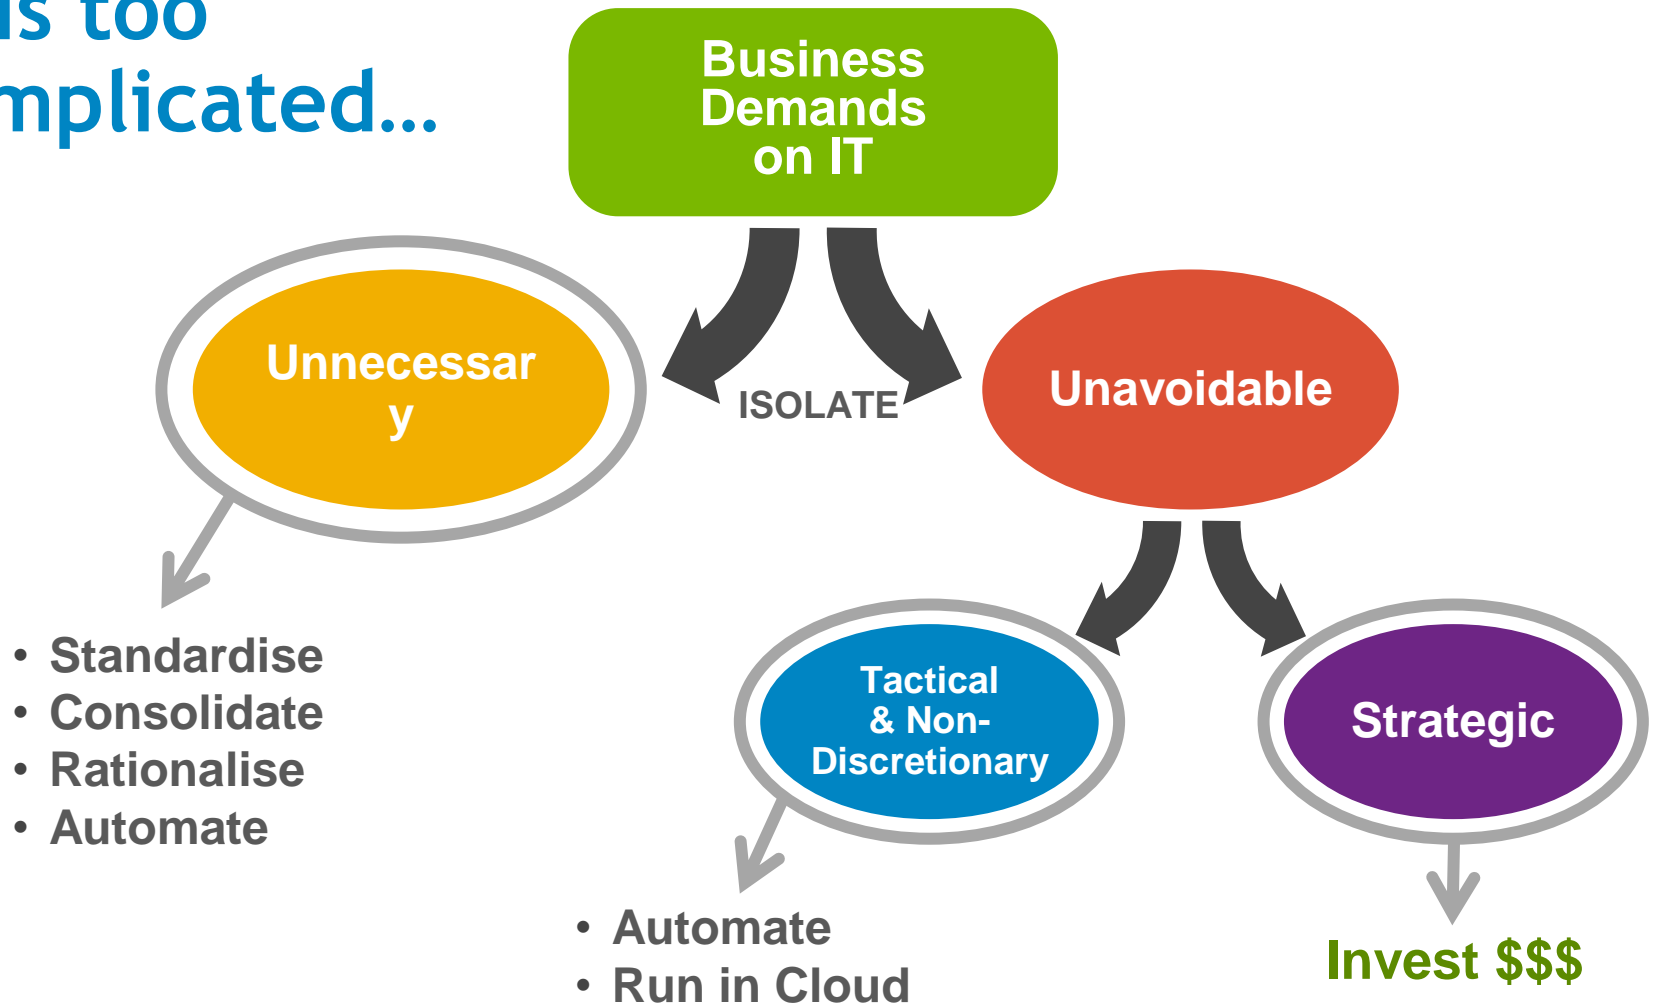 is too
mplicated...
Business
Demands
on IT
Unnecessar
y
ISOLATE
Unavoidable
• Standardise
• Consolidate
• Rationalise
• Automate
Tactical
& Non-
Discretionary
Strategic
• Automate
• Run in Cloud
Invest $$$